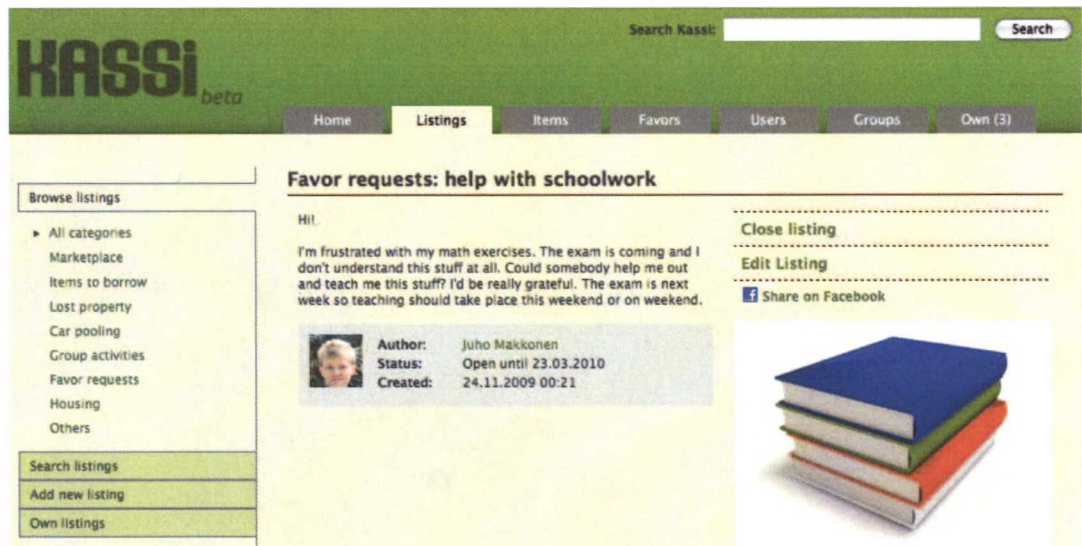 Search Kassi:
Search
KASSi beta
Home
Listings
Items
Favors
Users
Groups
Own (3)
Browse listings
▸ All categories
Marketplace
Items to borrow
Lost property
Car pooling
Group activities
Favor requests
Housing
Others
Search listings
Add new listing
Own listings
Favor requests: help with schoolwork
Hi!
I'm frustrated with my math exercises. The exam is coming and I
don't understand this stuff at all. Could somebody help me out
and teach me this stuff? I'd be really grateful. The exam is next
week so teaching should take place this weekend or on weekend.
Author: Juho Makkonen
Status: Open until 23.03.2010
Created: 24.11.2009 00:21
Close listing
Edit Listing
f Share on Facebook